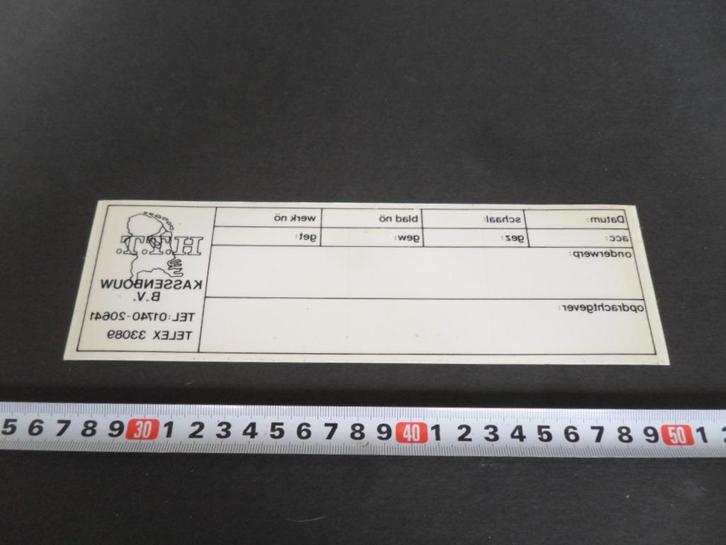 Datum: schaal: blad nō werk nō
acc: gez: gew: get:
onderwerp:
opdrachtgever:
H.T.T.
KASSENBOUW
B.V.
TEL: 01740-20641
TELEX 33089
5 6 7 8 9 30 1 2 3 4 5 6 7 8 9 40 1 2 3 4 5 6 7 8 9 50 1